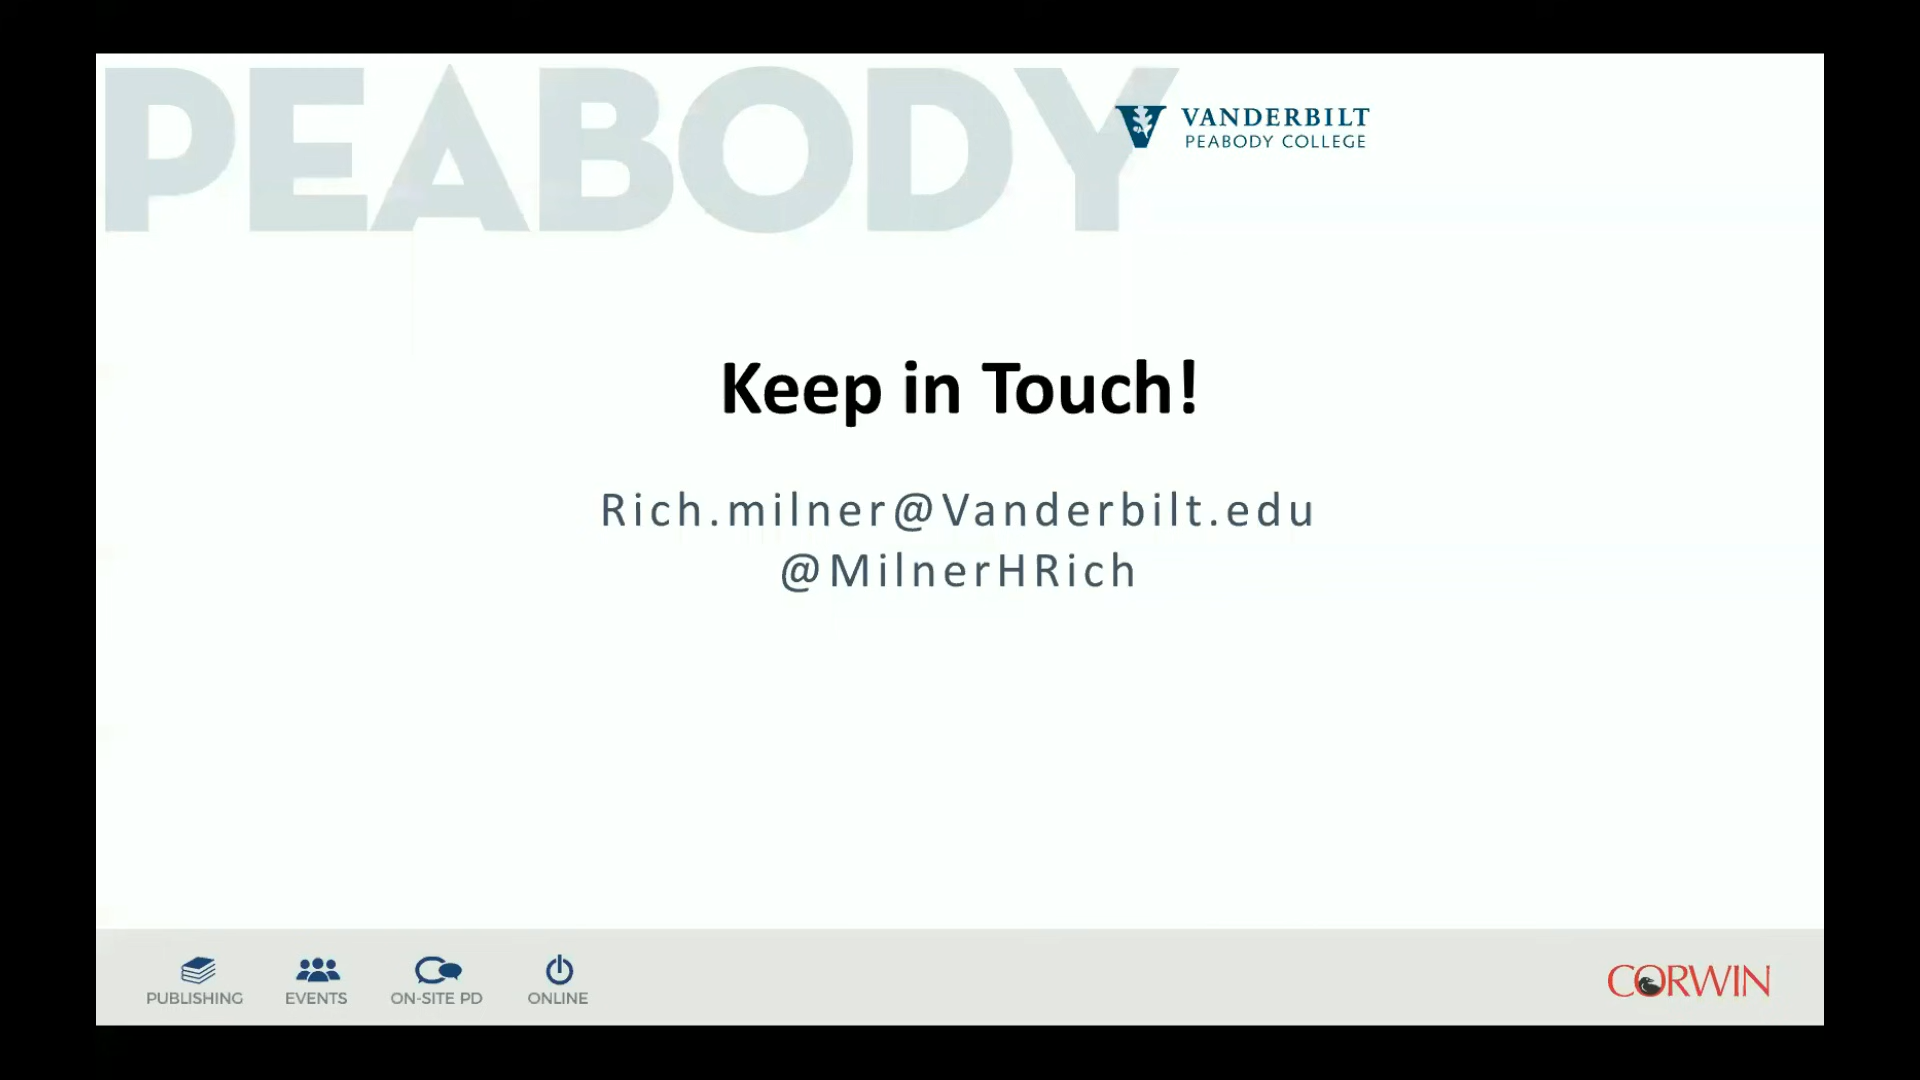 PEABODY
VANDERBILT
PEABODY COLLEGE
Keep in Touch!
Rich.milner@Vanderbilt.edu
@MilnerHRich
PUBLISHING
EVENTS
ON-SITE PD
ONLINE
CORWIN